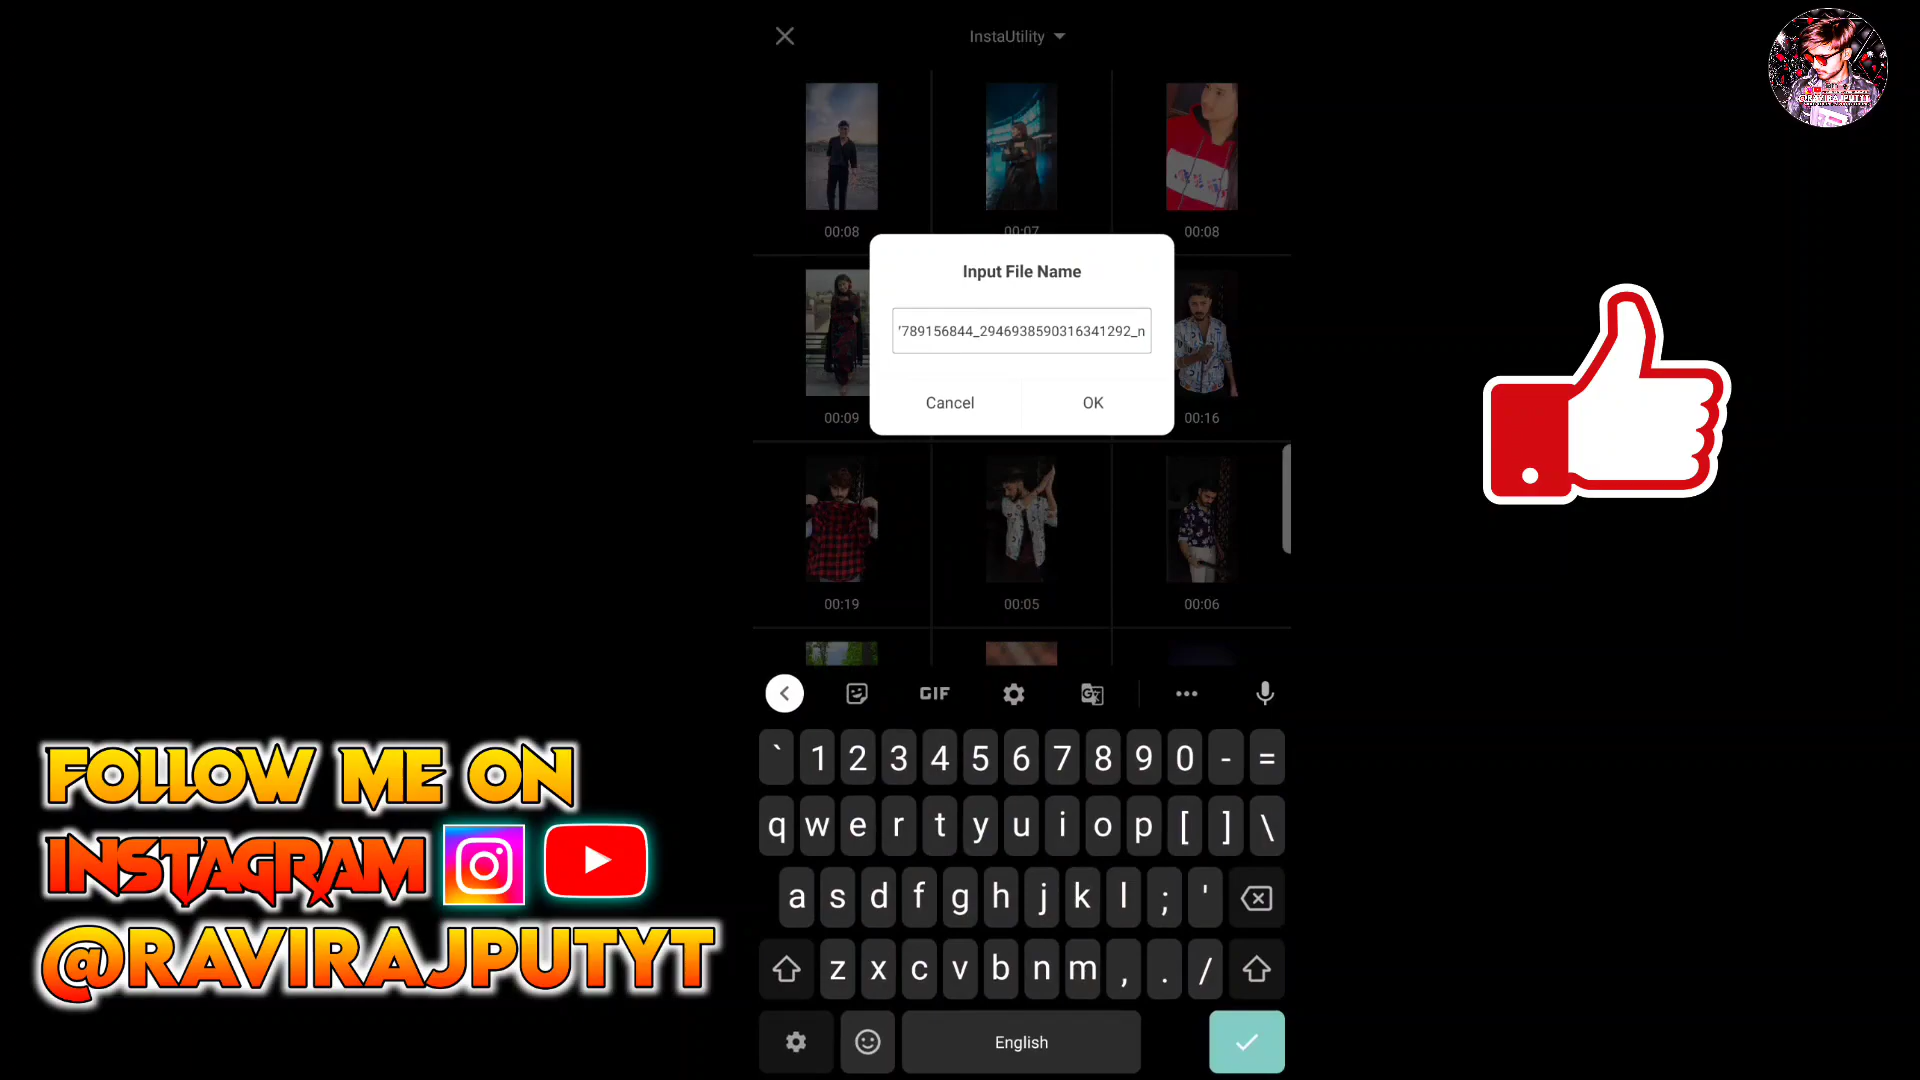 InstaUtility
@RAVIRAJPUTYT
00:08
00:07
00:08
Input File Name
789156844_2946938590316341292_n
Cancel
OK
00:09
00:16
00:19
00:05
00:06
GIF
` 1 2 3 4 5 6 7 8 9 0 - =
q w e r t y u i o p [ ] \
a s d f g h j k l ; '
z x c v b n m , . /
English
FOLLOW ME ON
INSTAGRAM
@RAVIRAJPUTYT